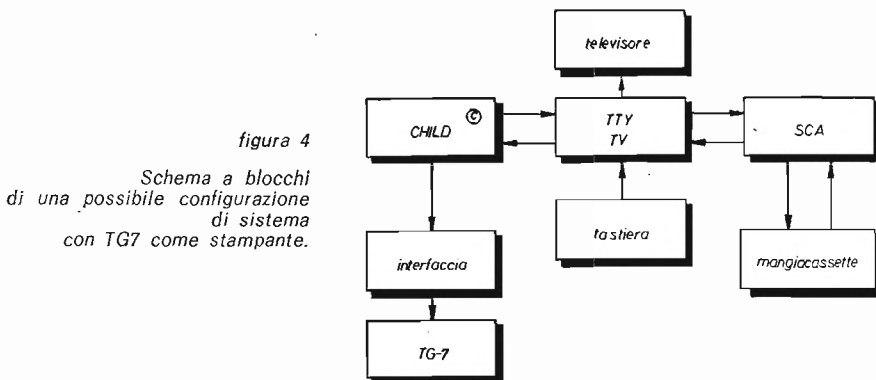 televisore
CHILD ©
TTY
TV
SCA
figura 4
Schema a blocchi
di una possibile configurazione
di sistema
con TG7 come stampante.
interfaccia
tastiera
mangiacassette
TG-7